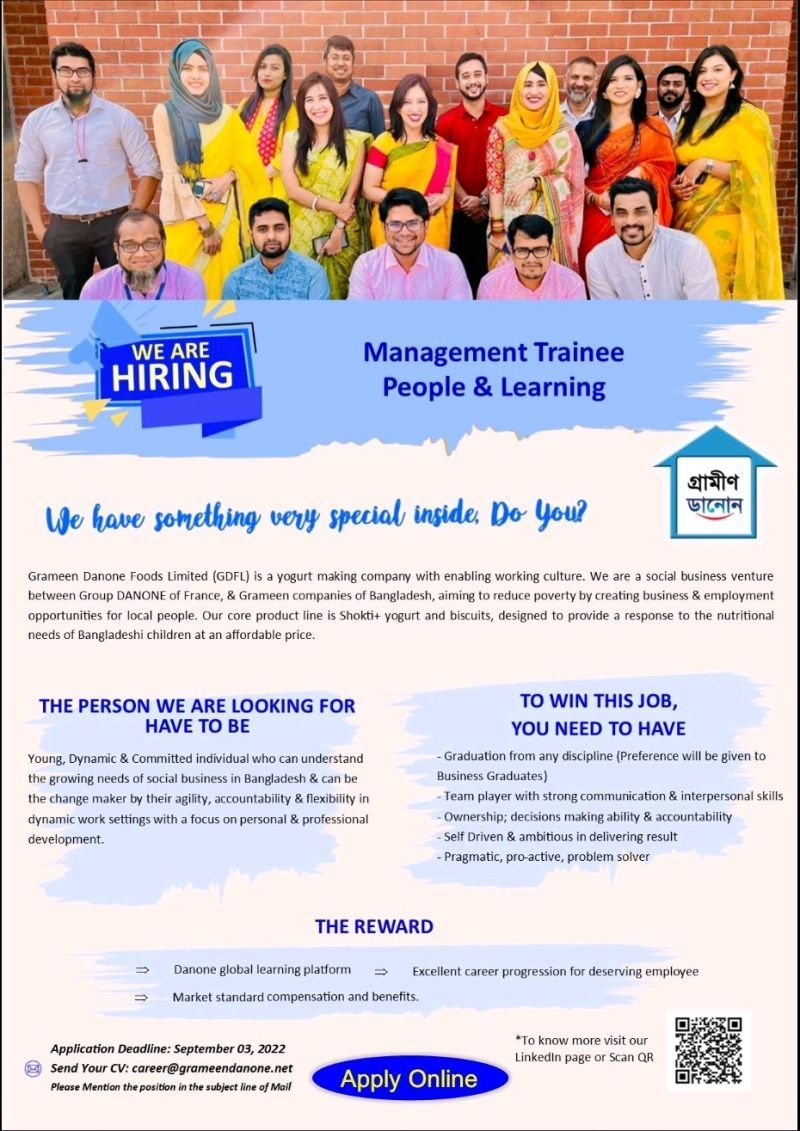 WE ARE
HIRING
Management Trainee
People & Learning
গ্রামীণ
ডানোন
We have something very special inside, Do You?
Grameen Danone Foods Limited (GDFL) is a yogurt making company with enabling working culture. We are a social business venture
between Group DANONE of France, & Grameen companies of Bangladesh, aiming to reduce poverty by creating business & employment
opportunities for local people. Our core product line is Shokti+ yogurt and biscuits, designed to provide a response to the nutritional
needs of Bangladeshi children at an affordable price.
THE PERSON WE ARE LOOKING FOR
HAVE TO BE
Young, Dynamic & Committed individual who can understand
the growing needs of social business in Bangladesh & can be
the change maker by their agility, accountability & flexibility in
dynamic work settings with a focus on personal & professional
development.
TO WIN THIS JOB,
YOU NEED TO HAVE
- Graduation from any discipline (Preference will be given to
Business Graduates)
- Team player with strong communication & interpersonal skills
- Ownership; decisions making ability & accountability
- Self Driven & ambitious in delivering result
- Pragmatic, pro-active, problem solver
THE REWARD
⇒ Danone global learning platform ⇒ Excellent career progression for deserving employee
⇒ Market standard compensation and benefits.
Application Deadline: September 03, 2022
Send Your CV: career@grameendanone.net
Please Mention the position in the subject line of Mail
Apply Online
*To know more visit our
LinkedIn page or Scan QR